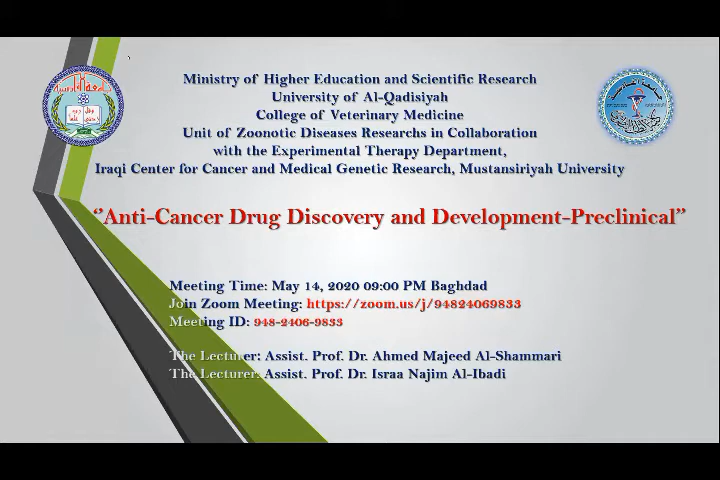 Ministry of Higher Education and Scientific Research
University of Al-Qadisiyah
College of Veterinary Medicine
Unit of Zoonotic Diseases Researchs in Collaboration
with the Experimental Therapy Department,
Iraqi Center for Cancer and Medical Genetic Research, Mustansiriyah University
“Anti-Cancer Drug Discovery and Development-Preclinical”
Meeting Time: May 14, 2020 09:00 PM Baghdad
Join Zoom Meeting: https://zoom.us/j/94824069833
Meeting ID: 948-2406-9833
The Lecturer: Assist. Prof. Dr. Ahmed Majeed Al-Shammari
The Lecturer: Assist. Prof. Dr. Israa Najim Al-Ibadi